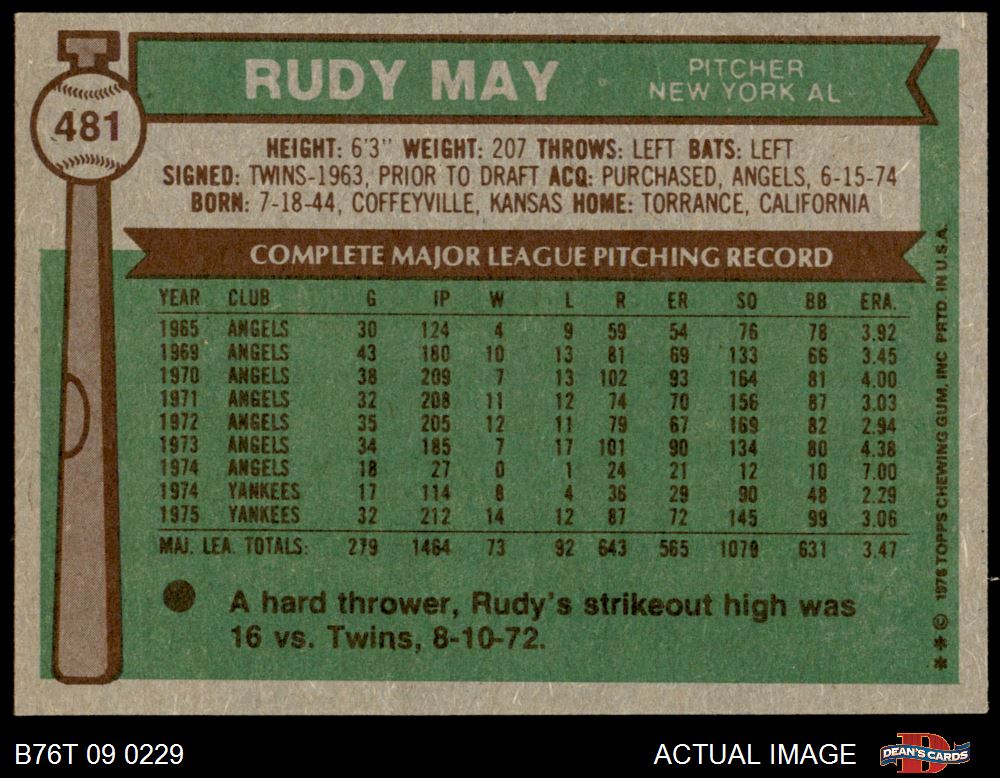 481
RUDY MAY
PITCHER
NEW YORK AL
HEIGHT: 6'3" WEIGHT: 207 THROWS: LEFT BATS: LEFT
SIGNED: TWINS-1963, PRIOR TO DRAFT ACQ: PURCHASED, ANGELS, 6-15-74
BORN: 7-18-44, COFFEYVILLE, KANSAS HOME: TORRANCE, CALIFORNIA
COMPLETE MAJOR LEAGUE PITCHING RECORD
YEAR CLUB G IP W L R ER SO BB ERA.
1965 ANGELS 30 124 4 9 59 54 76 78 3.92
1969 ANGELS 43 180 10 13 81 69 133 66 3.45
1970 ANGELS 38 209 7 13 102 93 164 81 4.00
1971 ANGELS 32 208 11 12 74 70 156 87 3.03
1972 ANGELS 35 205 12 11 79 67 169 82 2.94
1973 ANGELS 34 185 7 17 101 90 134 80 4.38
1974 ANGELS 18 27 0 1 24 21 12 10 7.00
1974 YANKEES 17 114 8 4 36 29 90 48 2.29
1975 YANKEES 32 212 14 12 87 72 145 99 3.06
MAJ. LEA. TOTALS: 279 1464 73 92 643 565 1079 631 3.47
A hard thrower, Rudy's strikeout high was
16 vs. Twins, 8-10-72.
* * © 1976 TOPPS CHEWING GUM, INC PRTD. IN U.S.A.
B76T 09 0229
ACTUAL IMAGE
D
DEAN'S CARDS